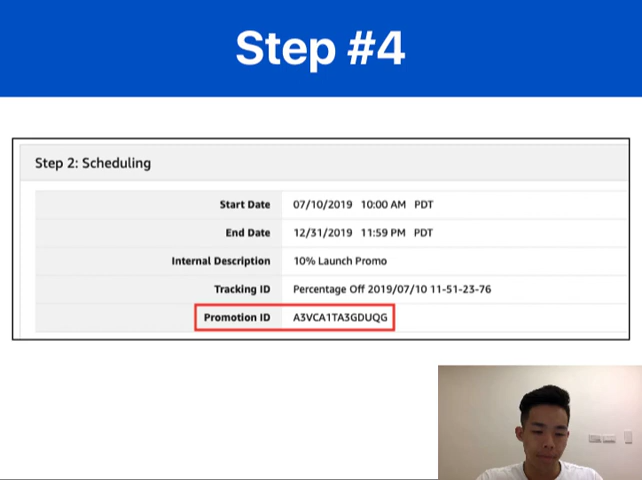 Step #4
Step 2: Scheduling
Start Date 07/10/2019 10:00 AM PDT
End Date 12/31/2019 11:59 PM PDT
Internal Description 10% Launch Promo
Tracking ID Percentage Off 2019/07/10 11-51-23-76
Promotion ID A3VCA1TA3GDUQG